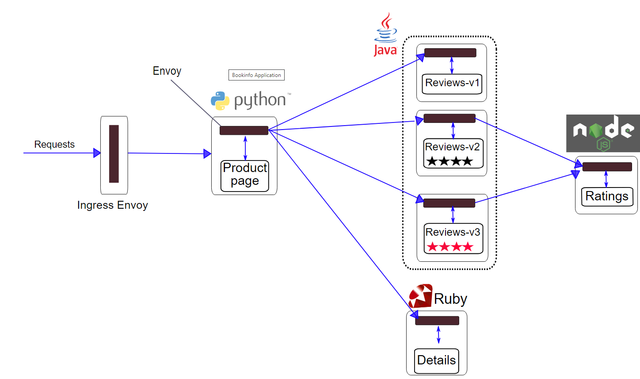 Java
Envoy
Bookinfo Application
python™
Reviews-v1
Requests
Product
page
Ingress Envoy
Reviews-v2
node
JS
Ratings
Reviews-v3
Ruby
Details